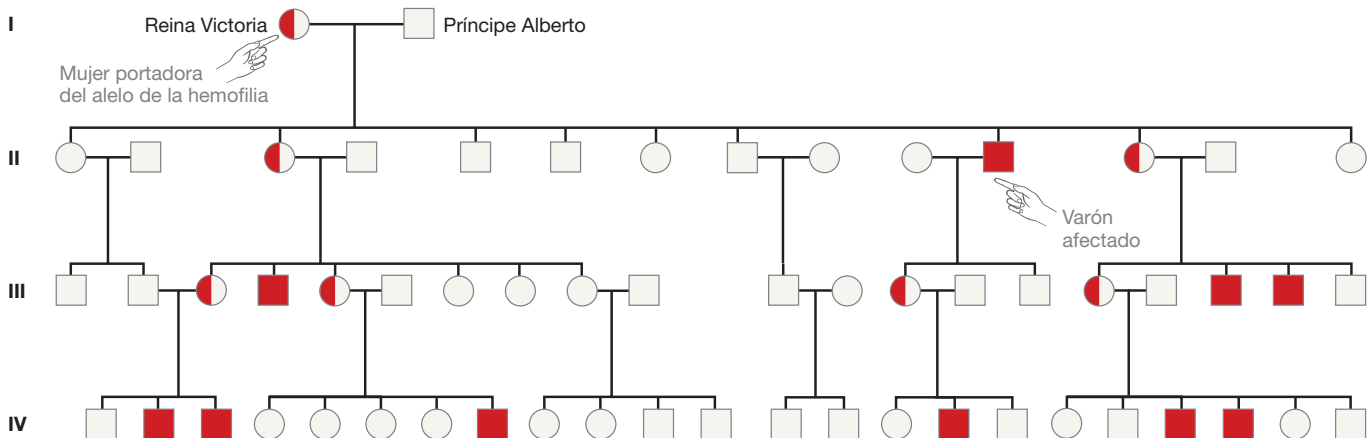 I
Reina Victoria
Príncipe Alberto
Mujer portadora
del alelo de la hemofilia
II
Varón
afectado
III
IV